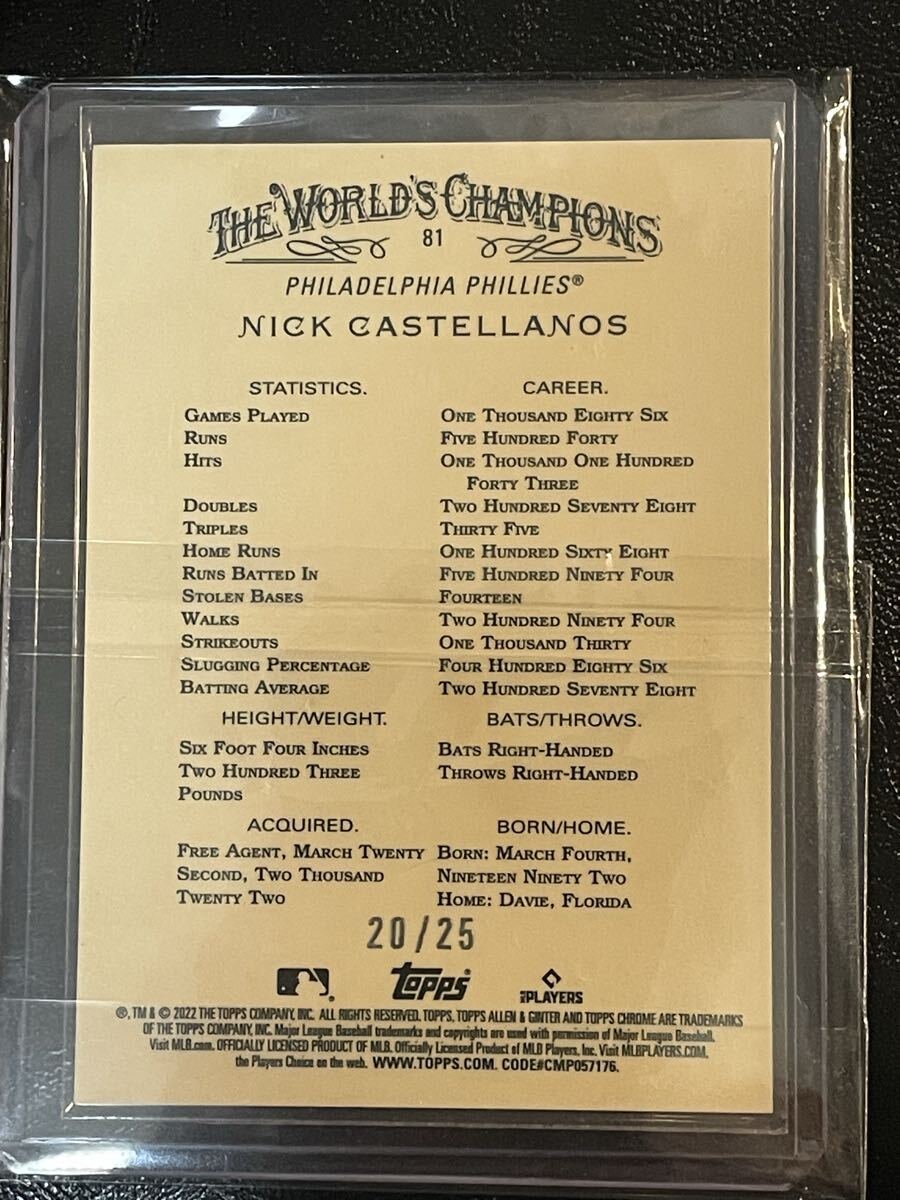 THE WORLD'S CHAMPIONS
81
PHILADELPHIA PHILLIES®
NICK CASTELLANOS
STATISTICS. CAREER.
GAMES PLAYED ONE THOUSAND EIGHTY SIX
RUNS FIVE HUNDRED FORTY
HITS ONE THOUSAND ONE HUNDRED
FORTY THREE
DOUBLES TWO HUNDRED SEVENTY EIGHT
TRIPLES THIRTY FIVE
HOME RUNS ONE HUNDRED SIXTY EIGHT
RUNS BATTED IN FIVE HUNDRED NINETY FOUR
STOLEN BASES FOURTEEN
WALKS TWO HUNDRED NINETY FOUR
STRIKEOUTS ONE THOUSAND THIRTY
SLUGGING PERCENTAGE FOUR HUNDRED EIGHTY SIX
BATTING AVERAGE TWO HUNDRED SEVENTY EIGHT
HEIGHT/WEIGHT. BATS/THROWS.
SIX FOOT FOUR INCHES BATS RIGHT-HANDED
TWO HUNDRED THREE THROWS RIGHT-HANDED
POUNDS
ACQUIRED. BORN/HOME.
FREE AGENT, MARCH TWENTY BORN: MARCH FOURTH,
SECOND, TWO THOUSAND NINETEEN NINETY TWO
TWENTY TWO HOME: DAVIE, FLORIDA
20/25
topps PLAYERS
®, TM & © 2022 THE TOPPS COMPANY, INC. ALL RIGHTS RESERVED. TOPPS, TOPPS ALLEN & GINTER AND TOPPS CHROME ARE TRADEMARKS
OF THE TOPPS COMPANY, INC. Major League Baseball trademarks and copyrights are used with permission of Major League Baseball.
Visit MLB.com. OFFICIALLY LICENSED PRODUCT OF MLB. Officially Licensed Product of MLB Players, Inc. Visit MLBPLAYERS.COM,
the Players Choice on the web. WWW.TOPPS.COM. CODE#CMP057176.